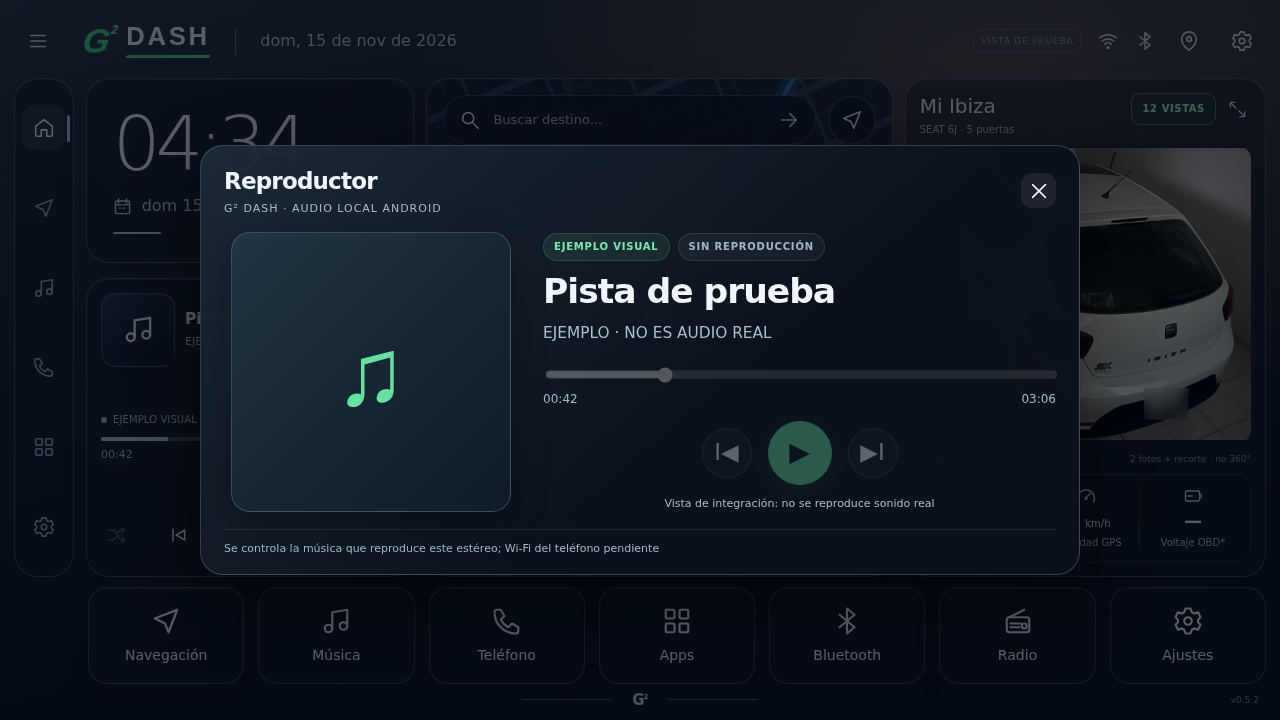 G² DASH
dom, 15 de nov de 2026
VISTA DE PRUEBA
04:34
dom 15
Buscar destino...
Mi Ibiza
SEAT 6J · 5 puertas
12 VISTAS
Reproductor
G² DASH · AUDIO LOCAL ANDROID
EJEMPLO VISUAL
SIN REPRODUCCIÓN
Pista de prueba
EJEMPLO · NO ES AUDIO REAL
00:42
03:06
Vista de integración: no se reproduce sonido real
Se controla la música que reproduce este estéreo; Wi-Fi del teléfono pendiente
EJEMPLO VISUAL
00:42
IBIZA
2 fotos + recorte · no 360°
km/h
dad GPS
—
Voltaje OBD*
Navegación
Música
Teléfono
Apps
Bluetooth
Radio
Ajustes
G²
v0.5.2